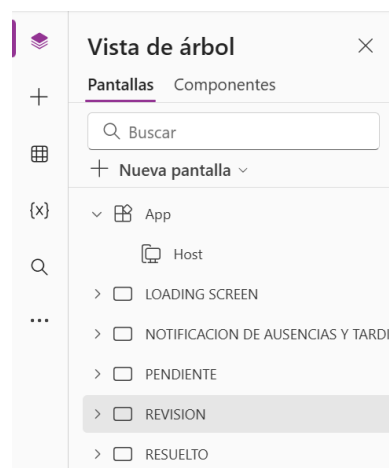 Vista de árbol
Pantallas Componentes
Buscar
Nueva pantalla
{x}
App
Host
LOADING SCREEN
NOTIFICACION DE AUSENCIAS Y TARDI
PENDIENTE
REVISION
RESUELTO